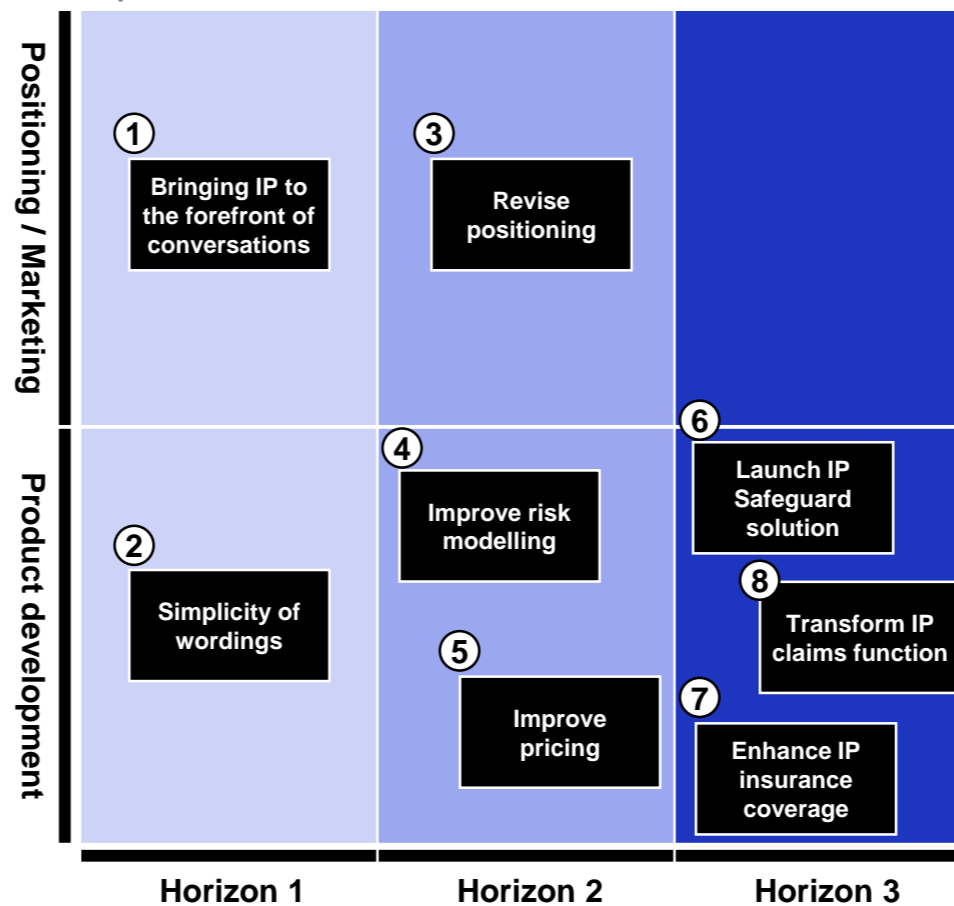 Positioning / Marketing
1
Bringing IP to
the forefront of
conversations
3
Revise
positioning
Product development
2
Simplicity of
wordings
4
Improve risk
modelling
5
Improve
pricing
6
Launch IP
Safeguard
solution
8
Transform IP
claims function
7
Enhance IP
insurance
coverage
Horizon 1
Horizon 2
Horizon 3